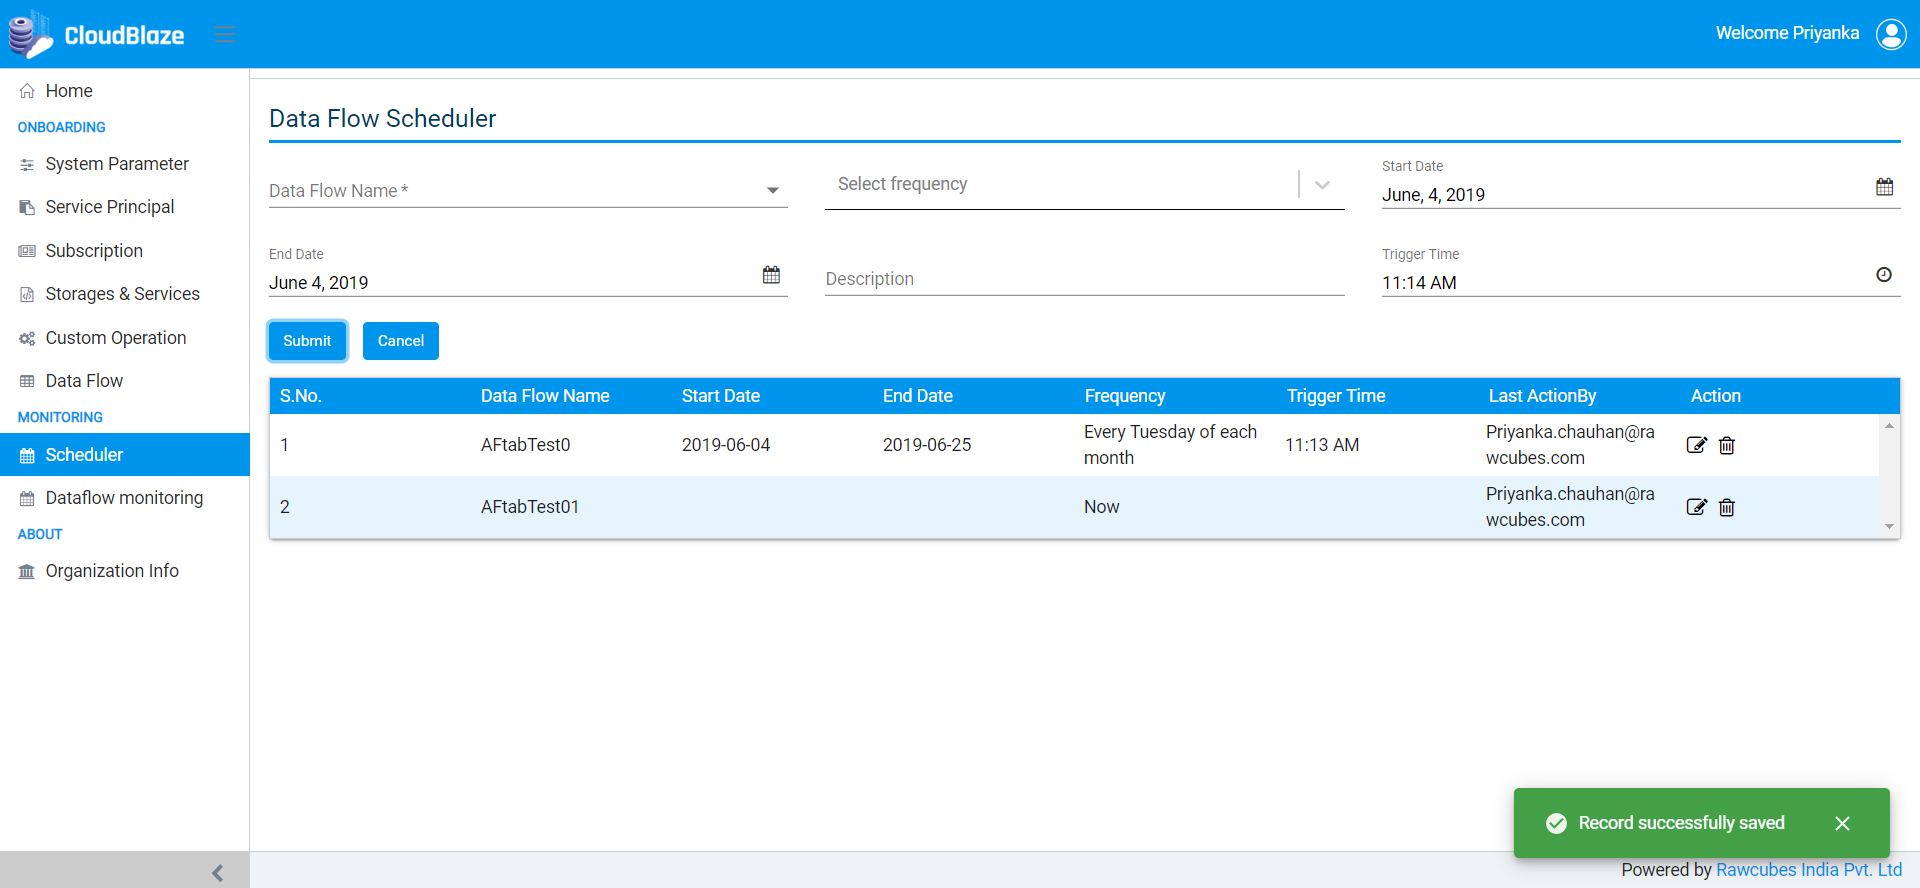 CloudBlaze
Welcome Priyanka
Home
ONBOARDING
System Parameter
Service Principal
Subscription
Storages & Services
Custom Operation
Data Flow
MONITORING
Scheduler
Dataflow monitoring
ABOUT
Organization Info
Data Flow Scheduler
Data Flow Name *
Select frequency
Start Date
June, 4, 2019
End Date
June 4, 2019
Description
Trigger Time
11:14 AM
Submit Cancel
S.No. Data Flow Name Start Date End Date Frequency Trigger Time Last ActionBy Action
1 AFtabTest0 2019-06-04 2019-06-25 Every Tuesday of each month 11:13 AM Priyanka.chauhan@rawcubes.com
2 AFtabTest01 Now Priyanka.chauhan@rawcubes.com
Record successfully saved
Powered by Rawcubes India Pvt. Ltd